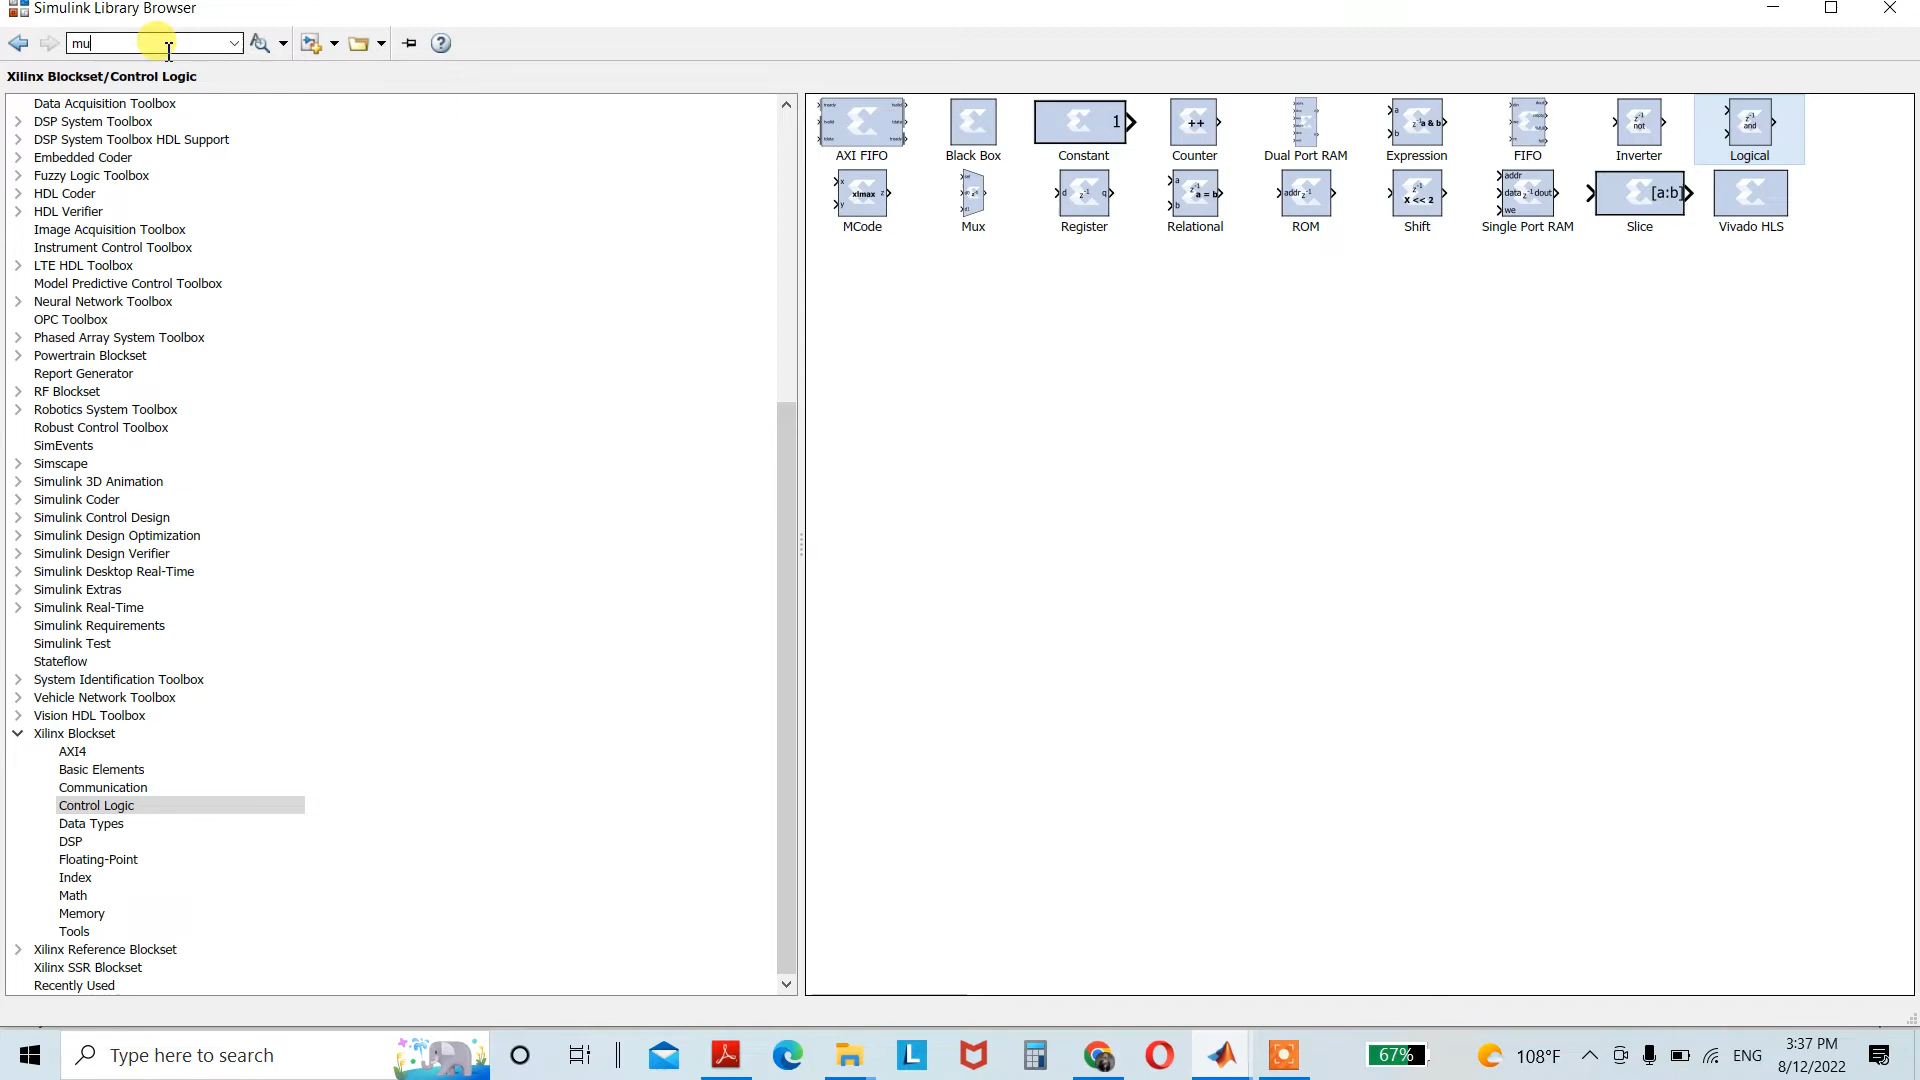 Simulink Library Browser
mu
Xilinx Blockset/Control Logic
Data Acquisition Toolbox
DSP System Toolbox
DSP System Toolbox HDL Support
Embedded Coder
Fuzzy Logic Toolbox
HDL Coder
HDL Verifier
Image Acquisition Toolbox
Instrument Control Toolbox
LTE HDL Toolbox
Model Predictive Control Toolbox
Neural Network Toolbox
OPC Toolbox
Phased Array System Toolbox
Powertrain Blockset
Report Generator
RF Blockset
Robotics System Toolbox
Robust Control Toolbox
SimEvents
Simscape
Simulink 3D Animation
Simulink Coder
Simulink Control Design
Simulink Design Optimization
Simulink Design Verifier
Simulink Desktop Real-Time
Simulink Extras
Simulink Real-Time
Simulink Requirements
Simulink Test
Stateflow
System Identification Toolbox
Vehicle Network Toolbox
Vision HDL Toolbox
Xilinx Blockset
AXI4
Basic Elements
Communication
Control Logic
Data Types
DSP
Floating-Point
Index
Math
Memory
Tools
Xilinx Reference Blockset
Xilinx SSR Blockset
Recently Used
1 ++ a b z⁻¹ a & b z⁻¹ not z⁻¹ and
AXI FIFO Black Box Constant Counter Dual Port RAM Expression FIFO Inverter Logical
x y xlmax z d z⁻¹ q a b z⁻¹ a = b addr z⁻¹ z⁻¹ X << 2 addr data z⁻¹ dout we [a:b]
MCode Mux Register Relational ROM Shift Single Port RAM Slice Vivado HLS
Type here to search
67%
108°F
ENG
3:37 PM
8/12/2022